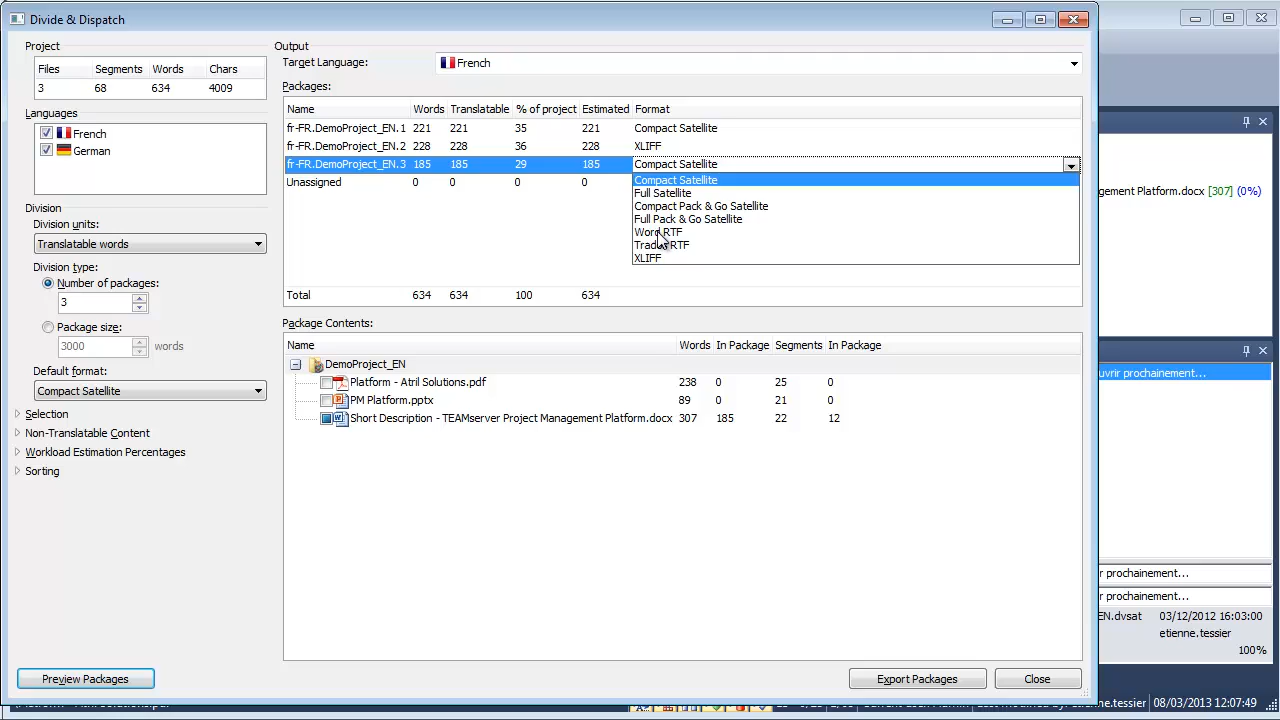 Divide & Dispatch
Project
Files Segments Words Chars
3 68 634 4009
Languages
French
German
Division
Division units:
Translatable words
Division type:
Number of packages:
3
Package size:
3000 words
Default format:
Compact Satellite
Selection
Non-Translatable Content
Workload Estimation Percentages
Sorting
Preview Packages
Output
Target Language: French
Packages:
Name Words Translatable % of project Estimated Format
fr-FR.DemoProject_EN.1 221 221 35 221 Compact Satellite
fr-FR.DemoProject_EN.2 228 228 36 228 XLIFF
fr-FR.DemoProject_EN.3 185 185 29 185 Compact Satellite
Unassigned 0 0 0 0
Compact Satellite
Full Satellite
Compact Pack & Go Satellite
Full Pack & Go Satellite
Word RTF
RTF
XLIFF
Total 634 634 100 634
Package Contents:
Name Words In Package Segments In Package
DemoProject_EN
Platform - Atril Solutions.pdf 238 0 25 0
PM Platform.pptx 89 0 21 0
Short Description - TEAMserver Project Management Platform.docx 307 185 22 12
Export Packages Close
gement Platform.docx [307] (0%)
uvrir prochainement...
r prochainement...
r prochainement...
EN.dvsat 03/12/2012 16:03:00
etienne.tessier
100%
.tessier 08/03/2013 12:07:49